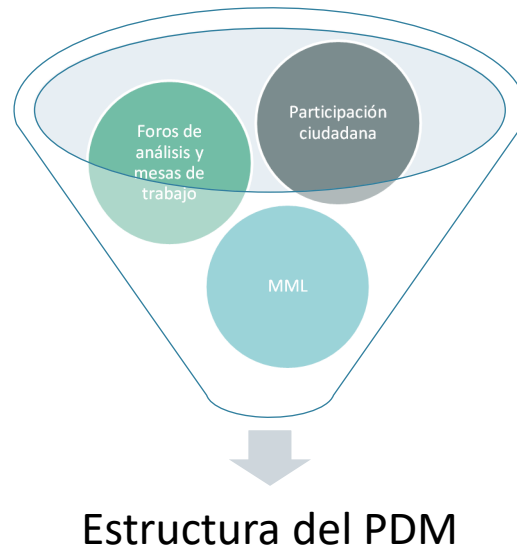 Participación
ciudadana
Foros de
análisis y
mesas de
trabajo
MML
Estructura del PDM